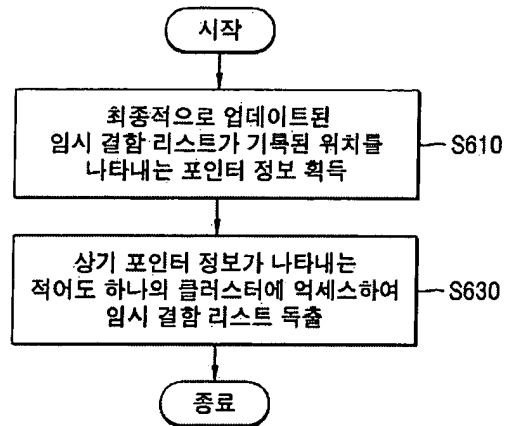 시작
최종적으로 업데이트된
임시 결함 리스트가 기록된 위치를
나타내는 포인터 정보 획득
S610
상기 포인터 정보가 나타내는
적어도 하나의 클러스터에 억세스하여
임시 결함 리스트 독출
S630
종료